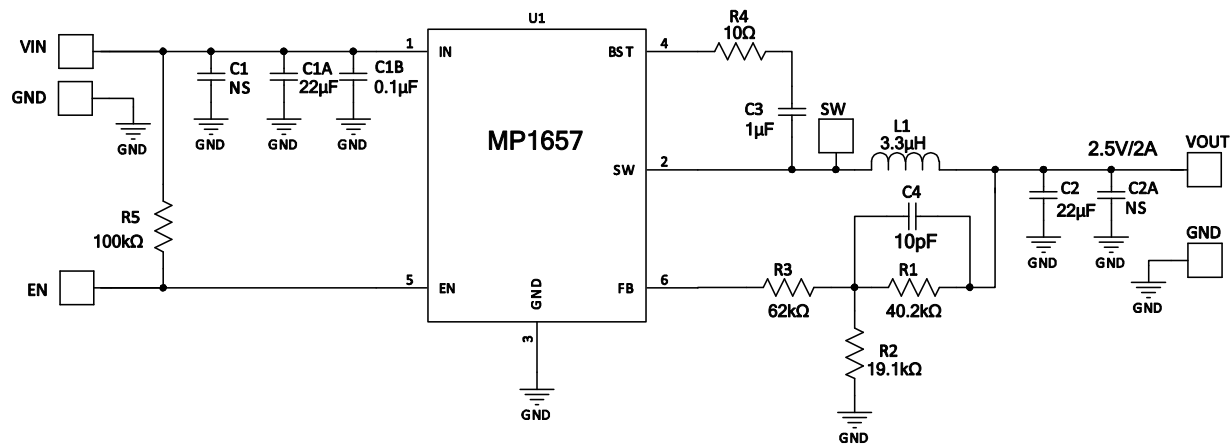 U1
MP1657
VIN
GND
GND
R5
100kΩ
EN
C1
NS
GND
C1A
22µF
GND
C1B
0.1µF
GND
1
IN
5
EN
GND
3
GND
BST
4
SW
2
FB
6
R4
10Ω
C3
1µF
SW
L1
3.3µH
C4
10pF
R3
62kΩ
R1
40.2kΩ
R2
19.1kΩ
GND
2.5V/2A
VOUT
C2
22µF
GND
C2A
NS
GND
GND
GND